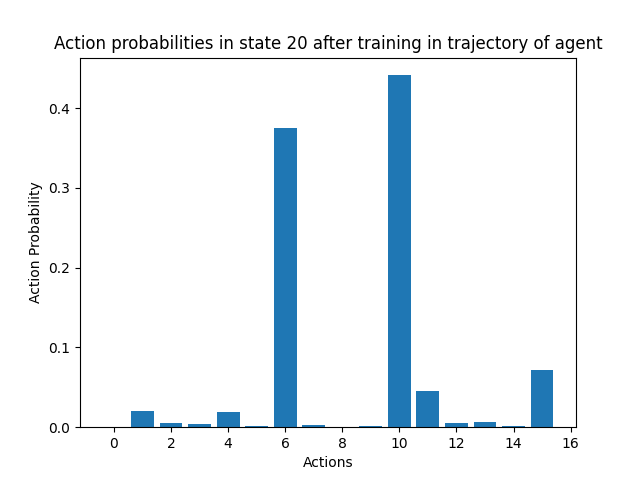 Action probabilities in state 20 after training in trajectory of agent
0.4
0.3
0.2
0.1
0.0
Action Probability
0 2 4 6 8 10 12 14 16
Actions